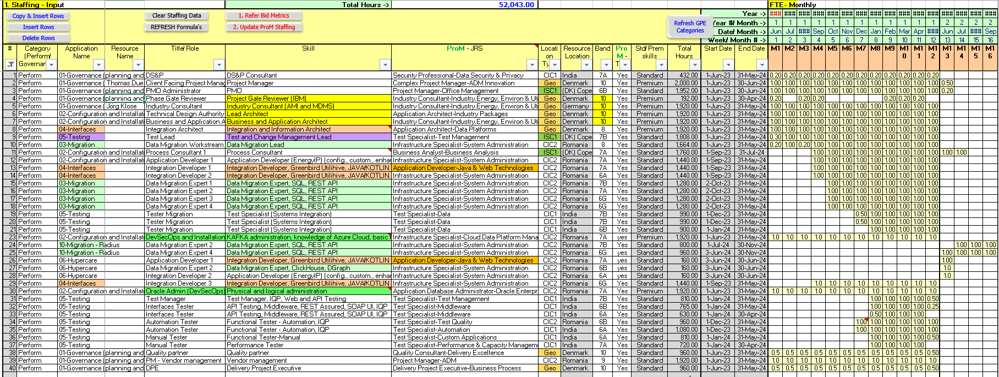 1. Staffing - Input Total Hours -> 52,043.00 FTE- Monthly
Copy & Insert Rows Clear Staffing Data 1. Refer Bid Metrics Year -> ### ### ### ### ### ### ### ### ### ### ### ### ### ### ### ###
Insert Rows REFRESH Formula's 2. Update ProM Staffing Refresh GPE Categories Year #/ Month -> 1 1 1 1 1 1 1 1 1 1 1 1 2 2 2 2
Date/ Month -> Jun Jul ### Sep Oct Nov Dec Jan Feb Mar Apr ### Jun Jul ### Sep
Delete Rows Week/ Month # -> 1 2 3 4 5 6 7 8 9 10 11 12 13 14 15 16
# Category (Perform/ Governar Application Name Resource Name Title/ Role Skill ProM - JRS Locati on Ty Resource Location Band Pro M - T Std/ Prem skills Total Hours Start Date End Date M1 M2 M3 M4 M5 M6 M7 M8 M9 M10 M11 M12 M13 M14 M15 M16
1 Perform 01-Governance (planning and DS&P DS&P Consultant Security Professional-Data Security & Privacy CIC1 India 7A Yes Standard 432.00 1-Jun-23 31-May-24 0.20 0.20 0.20 0.20 0.20 0.20 0.20 0.20 0.20 0.20 0.20 0.20
2 Perform 01-Governance ( Thomas Due Client Facing Project Manag Project Manager Complex Project Manager-ADM Innovation Geo Denmark 10 Yes Premium 2,000.00 1-Jun-23 30-Jun-24 1.00 1.00 1.00 1.00 1.00 1.00 1.00 1.00 1.00 1.00 1.00 1.00 0.50
3 Perform 01-Governance (planning and PMO Administrator PMO Project Manager-Office Management ISC1 (DK) Cope 6B Yes Standard 1,952.00 1-Jun-23 30-Jun-24 1.00 1.00 1.00 1.00 1.00 1.00 1.00 1.00 1.00 1.00 1.00 1.00 0.20
4 Perform 01-Governance (planning and Phase Gate Reviewer Project Gate Reviewer (IBM) Industry Consultant-Industry.Energy, Environ & Uti Geo Denmark 10 Yes Premium 192.00 1-Jun-23 30-Apr-24 0.20 0.20 0.20 0.20 0.20 0.20
5 Perform 01-Governance ( Jörg Klose Industry Consultant Industry Consultant (AMI and MDMS) Industry Consultant-Industry.Energy, Environ & Uti Geo Germany 10 Yes Premium 1,920.00 1-Jun-23 31-May-24 1.00 1.00 1.00 1.00 1.00 1.00 1.00 1.00 1.00 1.00 1.00 1.00
6 Perform 02-Configuration and Installati Technical Design Authority Lead Architect Application Architect-Industry Packages Geo Denmark 10 Yes Premium 1,920.00 1-Jun-23 31-May-24 1.00 1.00 1.00 1.00 1.00 1.00 1.00 1.00 1.00 1.00 1.00 1.00
7 Perform 02-Configuration and Installati Business and Application A Business and Application Architect Industry Consultant-Industry.Energy, Environ & Uti Geo Denmark 10 Yes Premium 1,920.00 1-Jun-23 31-May-24 1.00 1.00 1.00 1.00 1.00 1.00 1.00 1.00 1.00 1.00 1.00 1.00
8 Perform 04-Interfaces Integration Architect Integration and Information Architect Application Architect-Data Platforms Geo Denmark 8 Yes Premium 1,920.00 1-Jun-23 31-May-24 1.00 1.00 1.00 1.00 1.00 1.00 1.00 1.00 1.00 1.00 1.00 1.00
9 Perform 05-Testing Test Lead Test and Change Management Lead Test Specialist-Test Management ISC1 (DK) Cope 7B Yes Standard 1,808.00 1-Jun-23 31-May-24 0.30 1.00 1.00 1.00 1.00 1.00 1.00 1.00 1.00 1.00 1.00 1.00
10 Perform 03-Migration Data Migration Workstream Data Migration Lead Infrastructure Specialist-System Administration CIC2 Romania 8 Yes Standard 1,664.00 1-Jun-23 31-May-24 0.20 1.00 0.20 1.00 1.00 1.00 1.00 1.00 1.00 1.00 1.00 1.00
11 Perform 02-Configuration and Installati Process Consultant 1 Process Consultant Business Analyst-Business Analysis ISC1 (DK) Cope 7A Yes Standard 1,760.00 1-Sep-23 31-Jul-24 1.00 1.00 1.00 1.00 1.00 1.00 1.00 1.00 1.00 1.00 1.00
12 Perform 02-Configuration and Installati Application Developer 1 Application Developer (EnergyIP) (config., custom., enhar Infrastructure Specialist-System Administration CIC2 Romania 7A Yes Standard 1,440.00 1-Sep-23 31-May-24 1.00 1.00 1.00 1.00 1.00 1.00 1.00 1.00 1.00
13 Perform 04-Interfaces Integration Developer 1 Integration Developer, Greenbird Utilihive, JAVA/KOTLIN Application Developer-Java & Web Technologies CIC2 Romania 7A Yes Standard 1,440.00 1-Sep-23 31-May-24 1.00 1.00 1.00 1.00 1.00 1.00 1.00 1.00 1.00
14 Perform 04-Interfaces Integration Developer 2 Integration Developer, Greenbird Utilihive, JAVA/KOTLIN Infrastructure Specialist-System Administration CIC2 Romania 6A Yes Standard 1,440.00 1-Sep-23 31-May-24 1.00 1.00 1.00 1.00 1.00 1.00 1.00 1.00 1.00
15 Perform 03-Migration Data Migration Expert 1 Data Migration Expert, SQL, REST API Infrastructure Specialist-System Administration CIC2 Romania 7B Yes Standard 1,280.00 2-Oct-23 31-May-24 1.00 1.00 1.00 1.00 1.00 1.00 1.00 1.00
16 Perform 03-Migration Data Migration Expert 2 Data Migration Expert, SQL, REST API Infrastructure Specialist-System Administration CIC2 Romania 7A Yes Standard 1,280.00 2-Oct-23 31-May-24 1.00 1.00 1.00 1.00 1.00 1.00 1.00 1.00
17 Perform 03-Migration Data Migration Expert 3 Data Migration Expert, SQL, REST API Infrastructure Specialist-System Administration CIC2 Romania 6G Yes Standard 1,280.00 2-Oct-23 31-May-24 1.00 1.00 1.00 1.00 1.00 1.00 1.00 1.00
18 Perform 03-Migration Data Migration Expert 4 Data Migration Expert, SQL, REST API Infrastructure Specialist-System Administration CIC2 Romania 6G Yes Standard 1,280.00 2-Oct-23 31-May-24 1.00 1.00 1.00 1.00 1.00 1.00 1.00 1.00
19 Perform 05-Testing Tester Migration Test Specialist (Systems Integration) Test Specialist-Data CIC1 India 7B Yes Standard 990.00 1-Dec-23 31-May-24 0.50 1.00 1.00 1.00 1.00 1.00
20 Perform 05-Testing Tester Migration Test Specialist (Systems Integration) Test Specialist-Data CIC1 India 7B Yes Standard 990.00 1-Dec-23 31-May-24 0.50 1.00 1.00 1.00 1.00 1.00
21 Perform 05-Testing Tester Migration Test Specialist (Systems Integration) Test Specialist-Data CIC1 India 6B Yes Standard 900.00 1-Jan-24 31-May-24 1.00 1.00 1.00 1.00 1.00
23 Perform 02-Configuration and Installati DevSecOps and Installation KAFKA administration, knowledge of Azure Cloud, basic Infrastructure Specialist-Cloud Data Platform Mana CIC2 Romania 7A yes premium 1,920.00 1-Jun-23 31-May-24 1.0 1.0 1.0 1.0 1.0 1.0 1.0 1.0 1.0 1.0 1.0 1.0
24 Perform 10-Migration - Radius Data Migration Expert 2 Data Migration Expert, SQL, REST API Infrastructure Specialist-System Administration CIC2 Romania 7B Yes Standard 800.00 1-Jul-24 30-Nov-24 1.00 1.00 1.00
25 Perform 10-Migration - Radius Data Migration Expert 4 Data Migration Expert, SQL, REST API Infrastructure Specialist-System Administration CIC2 Romania 6G Yes Standard 960.00 3-Jun-24 30-Nov-24 1.00 1.00 1.00 1.00
26 Perform 06-Hypercare Application Developer 1 Integration Developer, Greenbird Utilihive, JAVA/KOTLIN Application Developer-Java & Web Technologies CIC2 Romania 7A yes Standard 160.00 3-Jun-24 30-Jun-24 1.00
27 Perform 06-Hypercare Data Migration Expert 2 Data Migration Expert, ClickHouse, DGraph Infrastructure Specialist-System Administration CIC2 Romania 6B yes Standard 160.00 3-Jun-24 30-Jun-24 1.0
28 Perform 06-Hypercare Integration Developer 2 Application Developer (EnergyIP) (config., custom., enhar Infrastructure Specialist-System Administration CIC2 Romania 6A yes Standard 160.00 3-Jun-24 30-Jun-24 1.0
29 Perform 04-Interfaces Integration Developer 3 Integration Developer, Greenbird Utilihive, JAVA/KOTLIN Infrastructure Specialist-System Administration CIC2 Romania 6G Yes Standard 1,440.00 1-Sep-23 31-May-24 1.0 1.0 1.0 1.0 1.0 1.0 1.0 1.0 1.0
30 Perform 02-Configuration and Installati Oracle Admin (DevSecOps) Physical and logical administration Application Database Administrator-Oracle Enterpr CIC2 Romania 7A Yes Premium 1,920.00 1-Jun-23 31-May-24 1.0 1.0 1.0 1.0 1.0 1.0 1.0 1.0 1.0 1.0 1.0 1.0
31 Perform 05-Testing Test Manager Test Manager, IQP, Web and API Testing Test Specialist-Test Management CIC1 India 7B Yes Standard 810.00 1-Jan-24 31-May-24 1.00 1.00 1.00 1.00 0.50
32 Perform 05-Testing Interfaces Tester API Testing, Middleware, REST Assured, SOAP UI, IQP Test Specialist-Middleware CIC1 India 6B Yes Standard 765.00 1-Jan-24 31-May-24 1.00 1.00 1.00 1.00 0.25
33 Perform 05-Testing Interfaces Tester API Testing, Middleware, REST Assured, SOAP UI, IQP Test Specialist-Middleware CIC1 India 6A Yes Standard 630.00 1-Jan-24 30-Apr-24 0.50 1.00 1.00 1.00
34 Perform 05-Testing Automation Tester Functional Tester - Automation, IQP Test Specialist-Test Quality CIC2 Romania 6B Yes Standard 960.00 1-Dec-23 31-May-24 1.00 1.00 1.00 1.00 1.00 1.00
35 Perform 05-Testing Automation Tester Functional Tester - Automation, IQP Test Specialist-Automation CIC1 India 6A Yes Standard 1,080.00 1-Dec-23 31-May-24 1.00 1.00 1.00 1.00 1.00 1.00
36 Perform 05-Testing Manual Tester Functional Tester-Manual Test Specialist-Custom Applications CIC1 India 6A Yes Standard 810.00 1-Jan-24 31-May-24 1.00 1.00 1.00 1.00 0.50
37 Perform 05-Testing Manual Tester Performance Tester Test Specialist-Performance & Capacity Managem CIC1 India 7A Yes Standard 720.00 1-Jan-24 30-Apr-24 1.00 1.00 1.00 1.00
38 Perform 01-Governance (planning and Quality partner Quality partner Quality Consultant-Delivery Excellence Geo Denmark 10 Yes Standard 960.00 1-Jun-23 31-May-24 0.5 0.5 0.5 0.5 0.5 0.5 0.5 0.5 0.5 0.5 0.5 0.50
39 Perform 01-Governance (planning and PM - Vendor management Vendor management Project Manager-ADM CIC2 Romania 9 Yes Standard 1,920.00 1-Jun-23 31-May-24 1.0 1.0 1.0 1.0 1.0 1.0 1.0 1.0 1.0 1.0 1.0 1.00
40 Perform 01-Governance (planning and DPE Delivery Project Executive Delivery Project Executive-Business Process Geo Denmark 10 Yes Standard 960.00 1-Jun-23 31-May-24 0.5 0.5 0.5 0.5 0.5 0.5 0.5 0.5 0.5 0.5 0.5 0.50